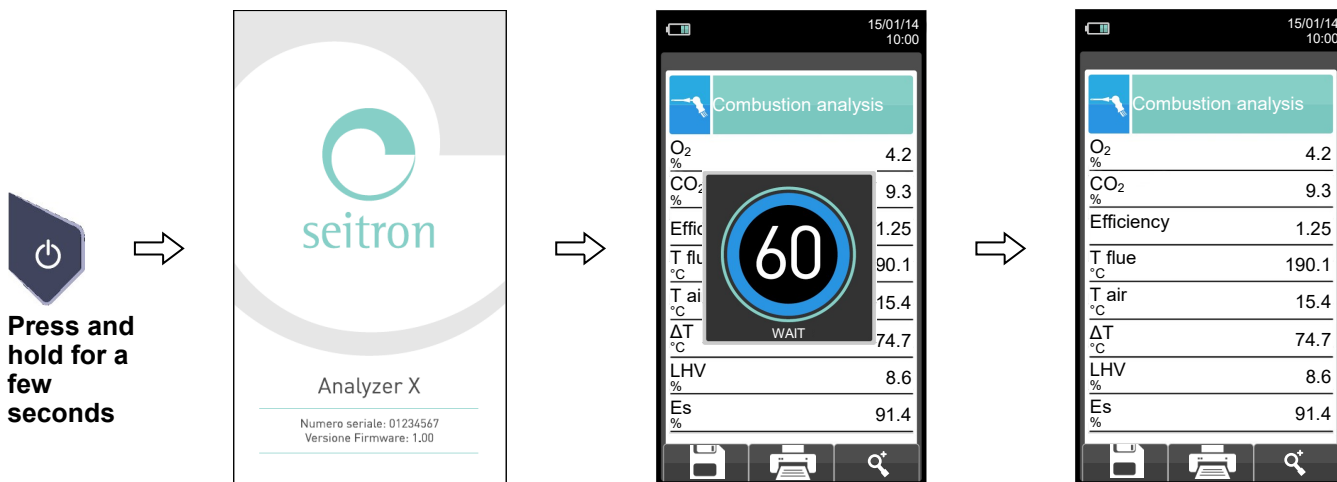 Press and
hold for a
few
seconds
seitron
Analyzer X
Numero seriale: 01234567
Versione Firmware: 1.00
15/01/14
10:00
Combustion analysis
O₂
%
4.2
CO₂
%
9.3
Effic
1.25
T flu
°C
90.1
T ai
°C
15.4
ΔT
°C
74.7
LHV
%
8.6
Es
%
91.4
60
WAIT
15/01/14
10:00
Combustion analysis
O₂
%
4.2
CO₂
%
9.3
Efficiency
1.25
T flue
°C
190.1
T air
°C
15.4
ΔT
°C
74.7
LHV
%
8.6
Es
%
91.4